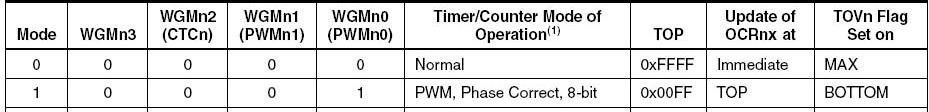 Mode WGMn3 WGMn2 (CTCn) WGMn1 (PWMn1) WGMn0 (PWMn0) Timer/Counter Mode of Operation(1) TOP Update of OCRnx at TOVn Flag Set on
0 0 0 0 0 Normal 0xFFFF Immediate MAX
1 0 0 0 1 PWM, Phase Correct, 8-bit 0x00FF TOP BOTTOM